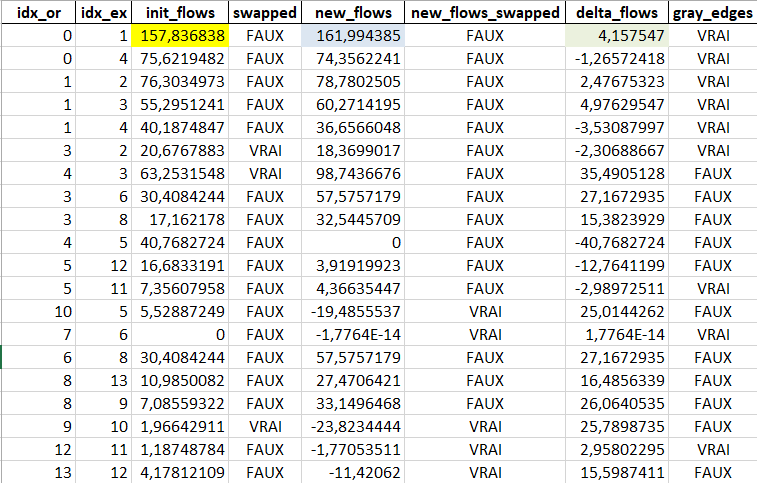 idx_or idx_ex init_flows swapped new_flows new_flows_swapped delta_flows gray_edges
0 1 157,836838 FAUX 161,994385 FAUX 4,157547 VRAI
0 4 75,6219482 FAUX 74,3562241 FAUX -1,26572418 VRAI
1 2 76,3034973 FAUX 78,7802505 FAUX 2,47675323 VRAI
1 3 55,2951241 FAUX 60,2714195 FAUX 4,97629547 VRAI
1 4 40,1874847 FAUX 36,6566048 FAUX -3,53087997 VRAI
3 2 20,6767883 VRAI 18,3699017 FAUX -2,30688667 VRAI
4 3 63,2531548 VRAI 98,7436676 FAUX 35,4905128 FAUX
3 6 30,4084244 FAUX 57,5757179 FAUX 27,1672935 FAUX
3 8 17,162178 FAUX 32,5445709 FAUX 15,3823929 FAUX
4 5 40,7682724 FAUX 0 FAUX -40,7682724 FAUX
5 12 16,6833191 FAUX 3,91919923 FAUX -12,7641199 FAUX
5 11 7,35607958 FAUX 4,36635447 FAUX -2,98972511 VRAI
10 5 5,52887249 FAUX -19,4855537 VRAI 25,0144262 FAUX
7 6 0 FAUX -1,7764E-14 VRAI 1,7764E-14 VRAI
6 8 30,4084244 FAUX 57,5757179 FAUX 27,1672935 FAUX
8 13 10,9850082 FAUX 27,4706421 FAUX 16,4856339 FAUX
8 9 7,08559322 FAUX 33,1496468 FAUX 26,0640535 FAUX
9 10 1,96642911 VRAI -23,8234444 VRAI 25,7898735 FAUX
12 11 1,18748784 FAUX -1,77053511 VRAI 2,95802295 VRAI
13 12 4,17812109 FAUX -11,42062 VRAI 15,5987411 FAUX